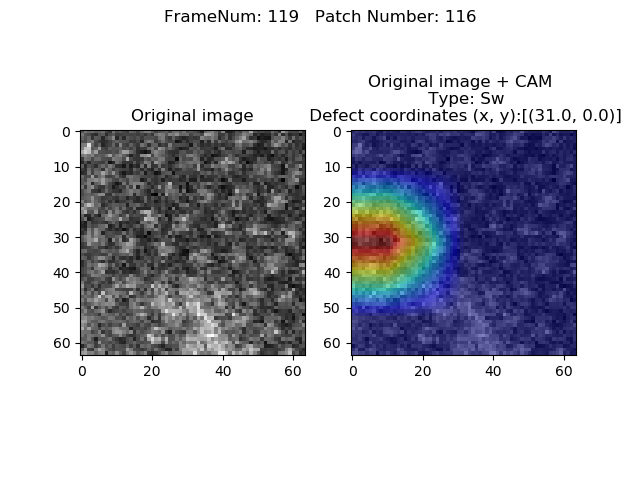 FrameNum: 119   Patch Number: 116
Original image
Original image + CAM
Type: Sw
Defect coordinates (x, y):[(31.0, 0.0)]
0
10
20
30
40
50
60
0 20 40 60
0
10
20
30
40
50
60
0 20 40 60